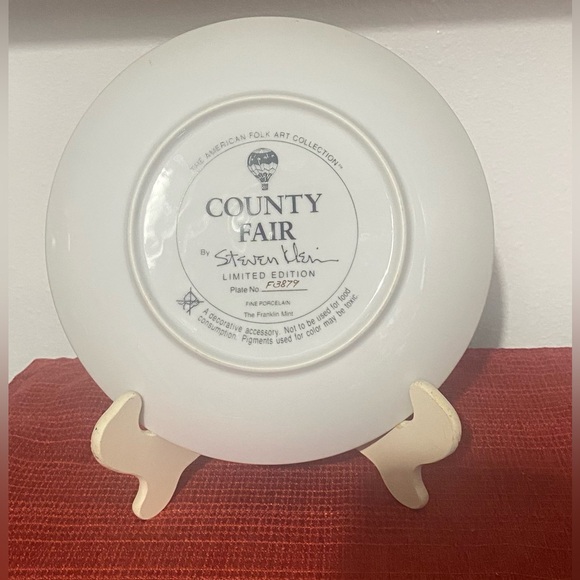 THE AMERICAN FOLK ART COLLECTION™
COUNTY
FAIR
By Steven Klein
LIMITED EDITION
Plate No. F13879
FINE PORCELAIN
The Franklin Mint
A decorative accessory. Not to be used for food
consumption. Pigments used for color may be toxic.